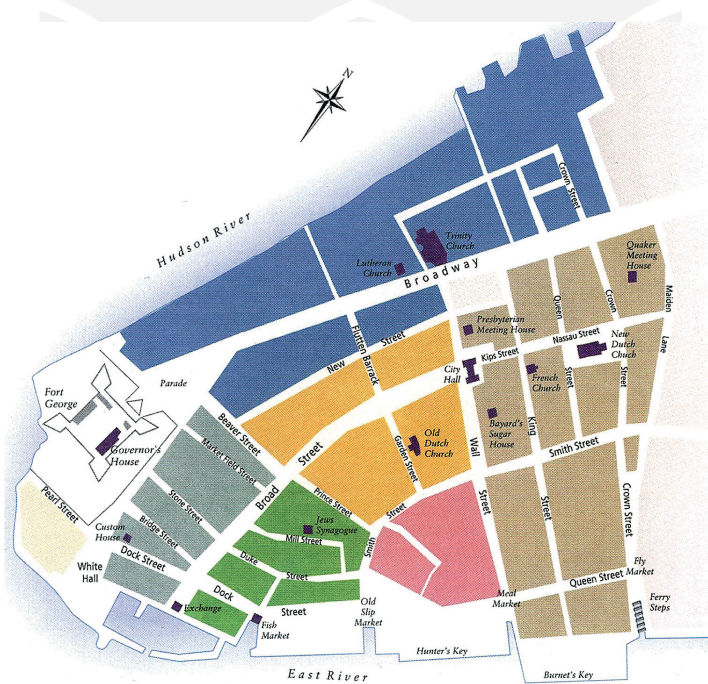 N
Hudson River
Crown Street
Trinity
Church
Lutheran
Church
Broadway
Quaker
Meeting
House
Queen
Crown
Maiden
Lane
Presbyterian
Meeting House
Nassau Street
New
Dutch
Church
Kips Street
City
Hall
French
Church
Street
Street
Flutten Barrack
New Street
Fort
George
Parade
Governor's
House
Beaver Street
Market Field Street
Broad Street
Old
Dutch
Church
Garden Street
Wall Street
Bayard's
Sugar
House
King Street
Smith Street
Crown Street
Pearl Street
Stone Street
Bridge Street
Prince Street
Jews
Synagogue
Mill Street
Smith Street
Custom
House
Dock Street
White
Hall
Duke Street
Dock Street
Exchange
Fish
Market
Old
Slip
Market
Meal
Market
Queen Street
Fly
Market
Ferry
Steps
Hunter's Key
Burnet's Key
East River